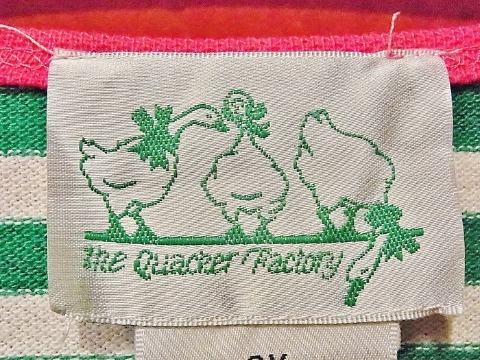 the Quacker Factory